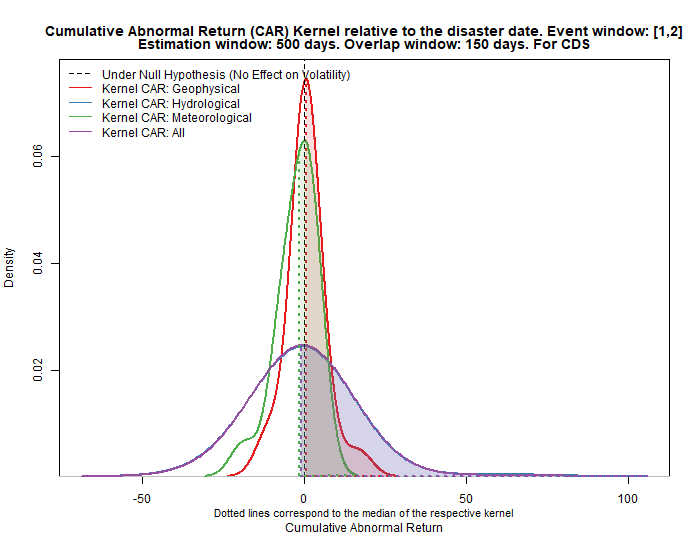 Cumulative Abnormal Return (CAR) Kernel relative to the disaster date. Event window: [1,2]
Estimation window: 500 days. Overlap window: 150 days. For CDS
Under Null Hypothesis (No Effect on Volatility)
Kernel CAR: Geophysical
Kernel CAR: Hydrological
Kernel CAR: Meteorological
Kernel CAR: All
Density
0.06
0.04
0.02
-50
0
50
100
Dotted lines correspond to the median of the respective kernel
Cumulative Abnormal Return